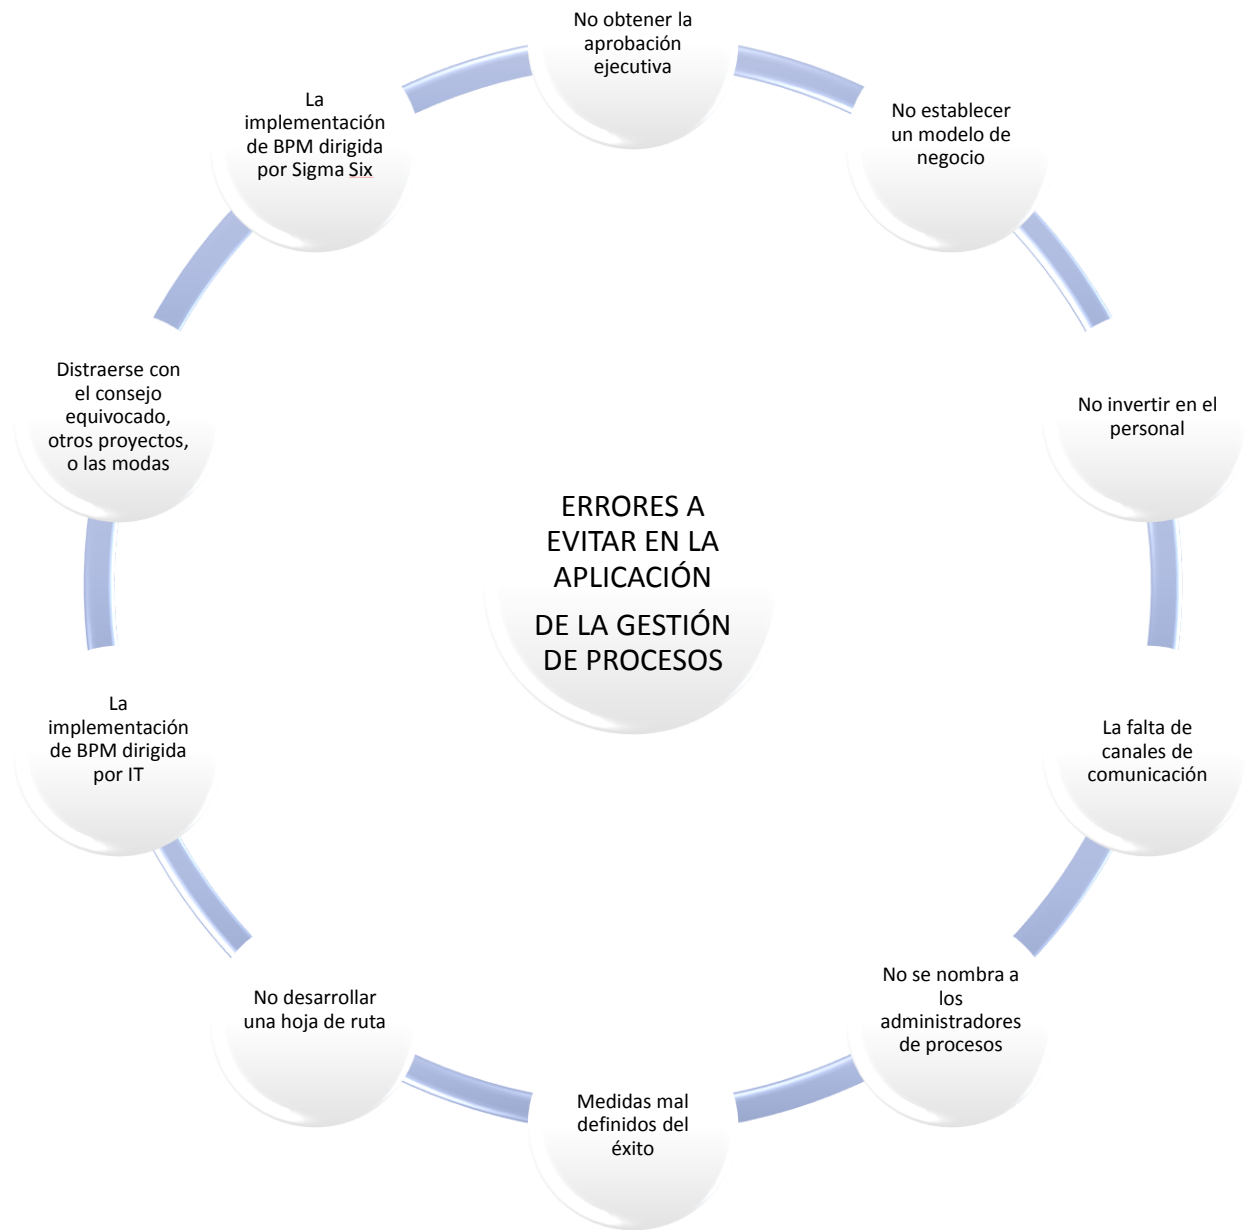 No obtener la
aprobación
ejecutiva
No establecer
un modelo de
negocio
No invertir en el
personal
La falta de
canales de
comunicación
No se nombra a
los
administradores
de procesos
Medidas mal
definidos del
éxito
No desarrollar
una hoja de ruta
La
implementación
de BPM dirigida
por IT
Distraerse con
el consejo
equivocado,
otros proyectos,
o las modas
La
implementación
de BPM dirigida
por Sigma Six
ERRORES A
EVITAR EN LA
APLICACIÓN
DE LA GESTIÓN
DE PROCESOS